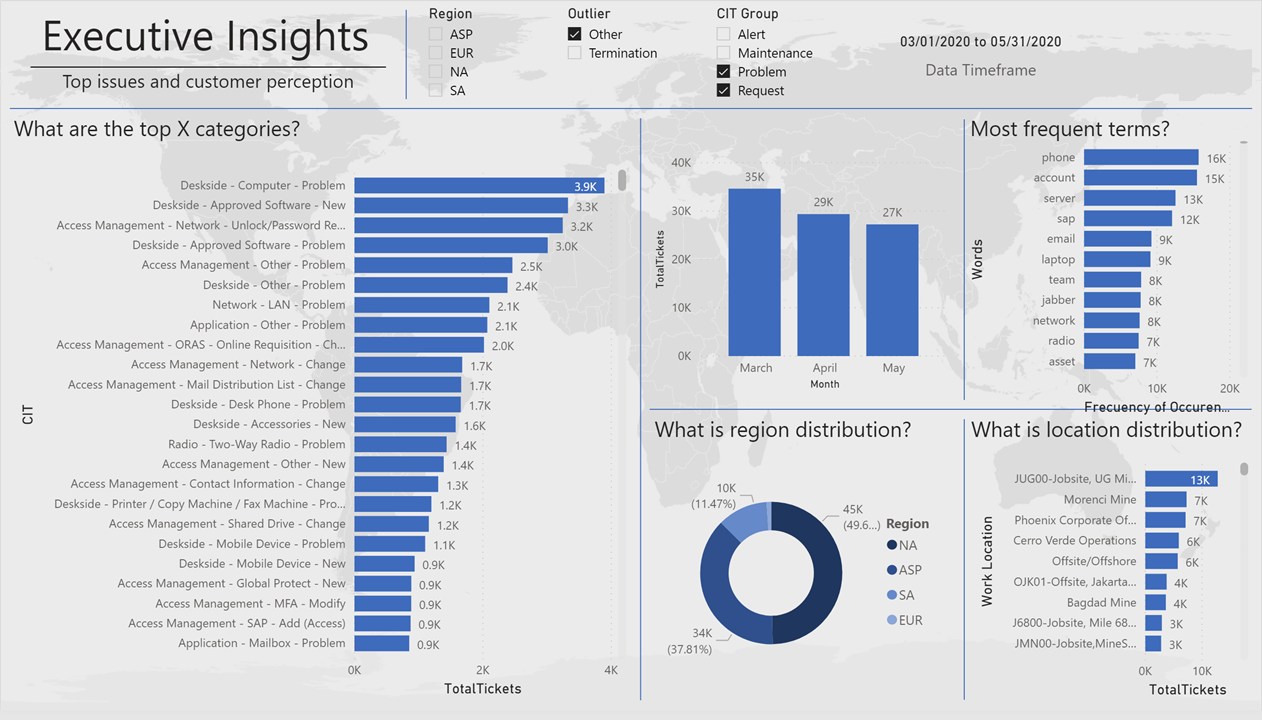 Executive Insights
Top issues and customer perception
Region
ASP
EUR
NA
SA
Outlier
Other
Termination
CIT Group
Alert
Maintenance
Problem
Request
03/01/2020 to 05/31/2020
Data Timeframe
What are the top X categories?
CIT
Deskside - Computer - Problem 3.9K
Deskside - Approved Software - New 3.3K
Access Management - Network - Unlock/Password Re... 3.2K
Deskside - Approved Software - Problem 3.0K
Access Management - Other - Problem 2.5K
Deskside - Other - Problem 2.4K
Network - LAN - Problem 2.1K
Application - Other - Problem 2.1K
Access Management - ORAS - Online Requisition - Ch... 2.0K
Access Management - Network - Change 1.7K
Access Management - Mail Distribution List - Change 1.7K
Deskside - Desk Phone - Problem 1.7K
Deskside - Accessories - New 1.6K
Radio - Two-Way Radio - Problem 1.4K
Access Management - Other - New 1.4K
Access Management - Contact Information - Change 1.3K
Deskside - Printer / Copy Machine / Fax Machine - Pro... 1.2K
Access Management - Shared Drive - Change 1.2K
Deskside - Mobile Device - Problem 1.1K
Deskside - Mobile Device - New 0.9K
Access Management - Global Protect - New 0.9K
Access Management - MFA - Modify 0.9K
Access Management - SAP - Add (Access) 0.9K
Application - Mailbox - Problem 0.9K
0K 2K 4K
TotalTickets
TotalTickets
40K
30K
20K
10K
0K
35K
29K
27K
March April May
Month
Most frequent terms?
Words
phone 16K
account 15K
server 13K
sap 12K
email 9K
laptop 9K
team 8K
jabber 8K
network 8K
radio 7K
asset 7K
0K 10K 20K
Frecuency of Occuren...
What is region distribution?
10K
(11.47%)
45K
(49.6...)
34K
(37.81%)
Region
NA
ASP
SA
EUR
What is location distribution?
Work Location
JUG00-Jobsite, UG Mi... 13K
Morenci Mine 7K
Phoenix Corporate Of... 7K
Cerro Verde Operations 6K
Offsite/Offshore 6K
OJK01-Offsite, Jakarta... 4K
Bagdad Mine 4K
J6800-Jobsite, Mile 68... 3K
JMN00-Jobsite,MineS... 3K
0K 10K
TotalTickets